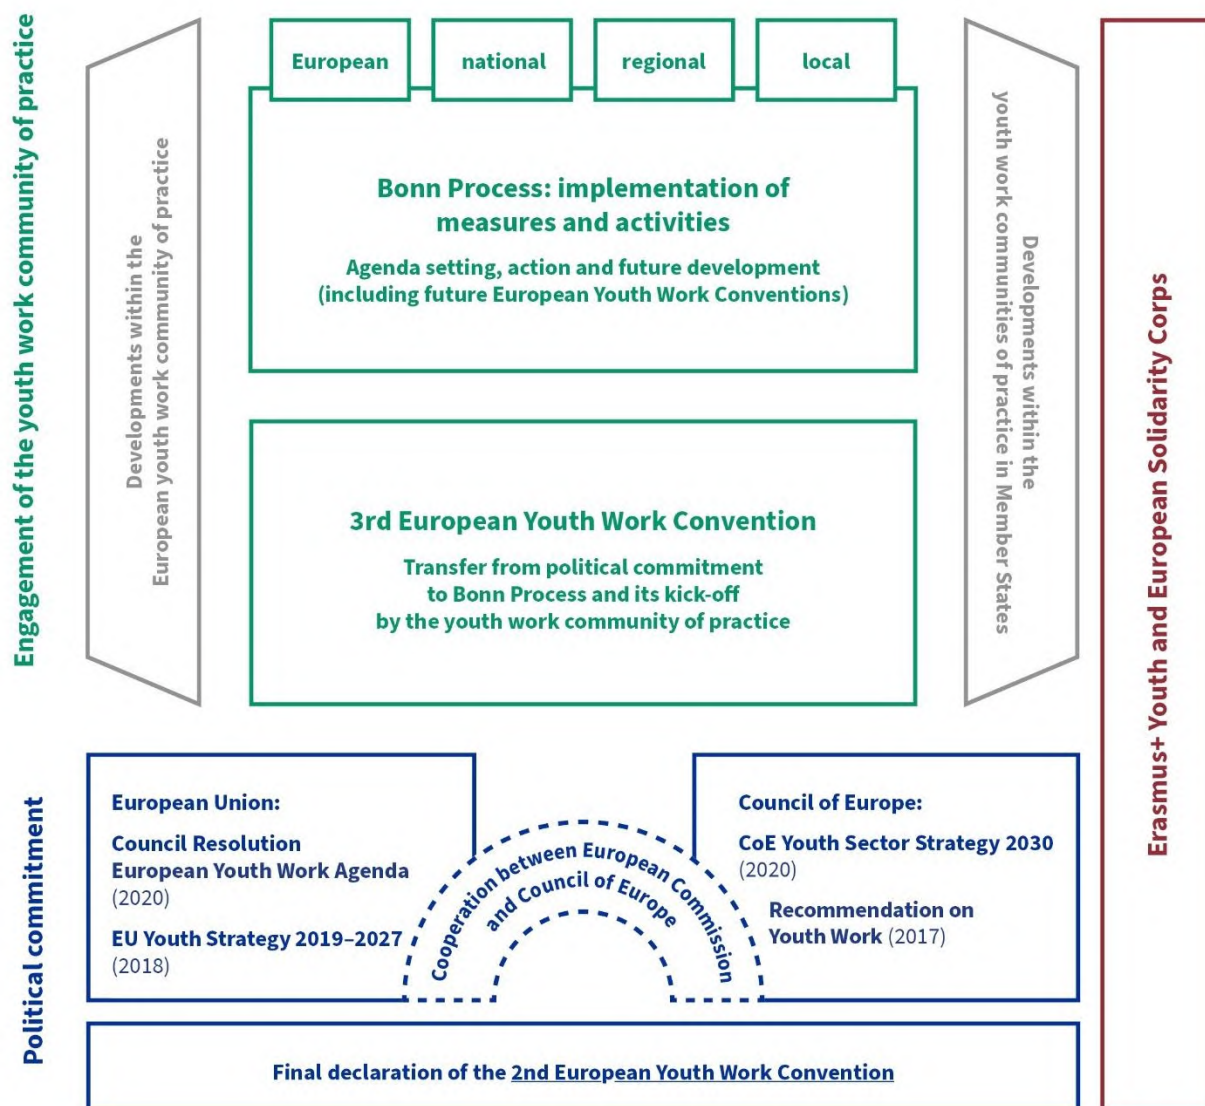 Engagement of the youth work community of practice
Developments within the
European youth work community of practice
European
national
regional
local
Bonn Process: implementation of
measures and activities
Agenda setting, action and future development
(including future European Youth Work Conventions)
3rd European Youth Work Convention
Transfer from political commitment
to Bonn Process and its kick-off
by the youth work community of practice
Developments within the
youth work communities of practice in Member States
Erasmus+ Youth and European Solidarity Corps
Political commitment
European Union:
Council Resolution
European Youth Work Agenda
(2020)
EU Youth Strategy 2019–2027
(2018)
Cooperation between European Commission
and Council of Europe
Council of Europe:
CoE Youth Sector Strategy 2030
(2020)
Recommendation on
Youth Work (2017)
Final declaration of the 2nd European Youth Work Convention